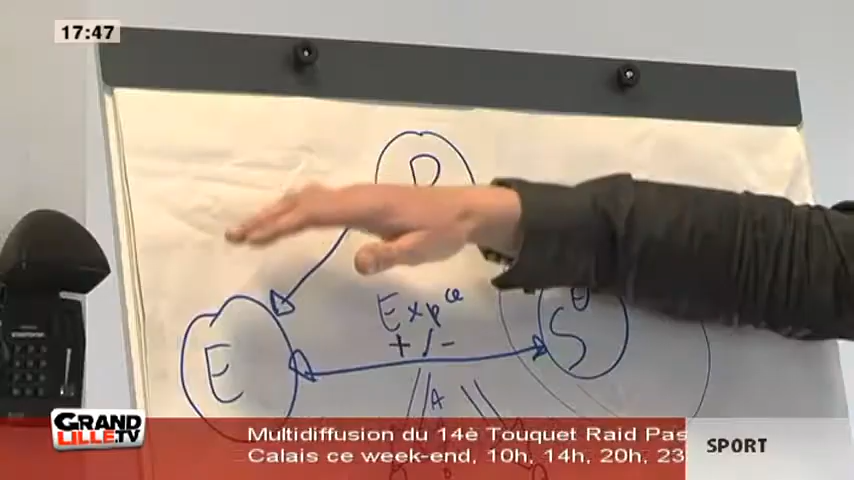 17:47
E
Exp ce
+/-
S
A
GRAND
LILLE.TV
Multidiffusion du 14è Touquet Raid Pas
Calais ce week-end, 10h, 14h, 20h, 23
SPORT